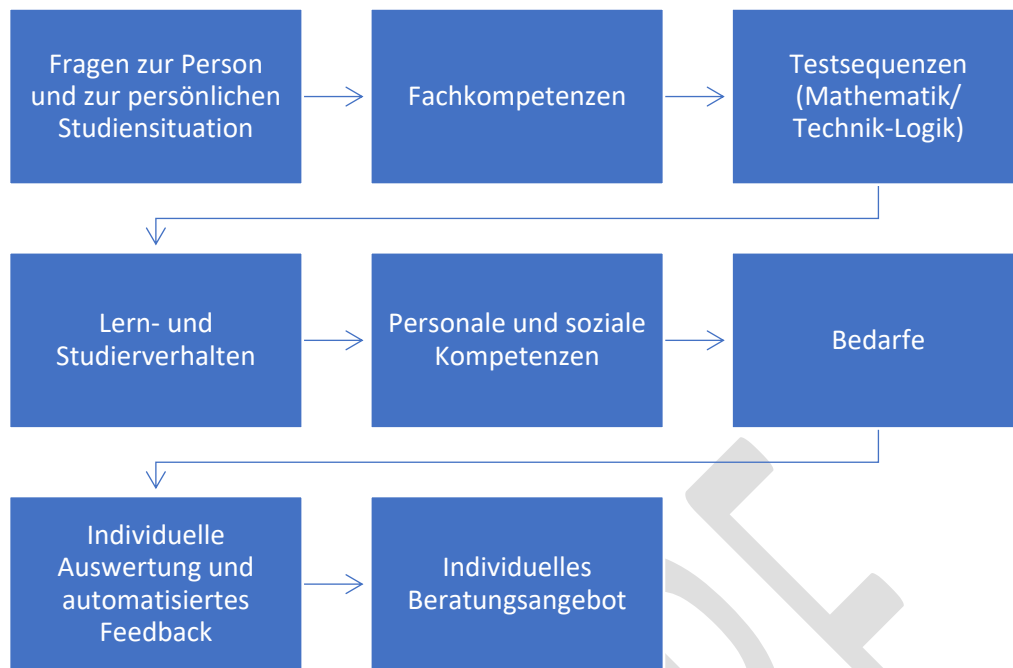 Fragen zur Person
und zur persönlichen
Studiensituation
Fachkompetenzen
Testsequenzen
(Mathematik/
Technik-Logik)
Lern- und
Studierverhalten
Personale und soziale
Kompetenzen
Bedarfe
Individuelle
Auswertung und
automatisiertes
Feedback
Individuelles
Beratungsangebot